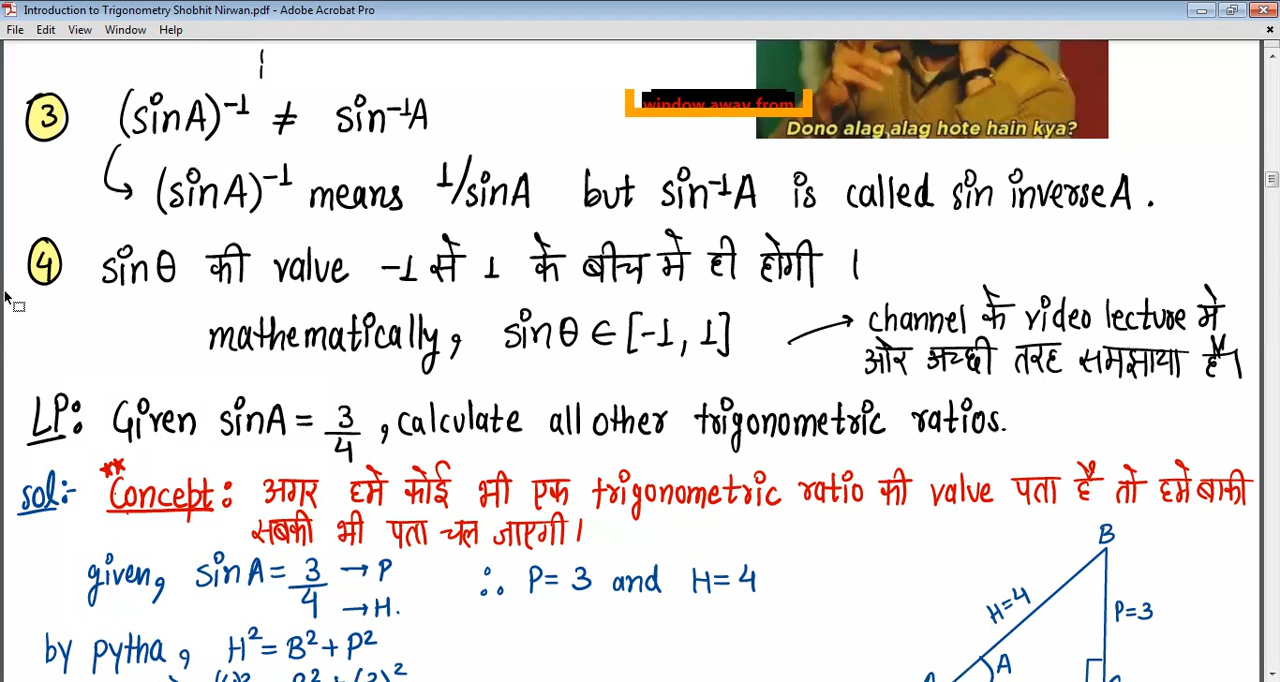 Introduction to Trigonometry Shobhit Nirwan.pdf - Adobe Acrobat Pro
File Edit View Window Help
window away from
Dono alag alag hote hain kya?
3 (sinA)⁻¹ ≠ sin⁻¹A
(sinA)⁻¹ means 1/sinA but sin⁻¹A is called sin inverse A.
4 sinθ की value -1 से 1 के बीच में ही होगी ।
mathematically, sinθ ∈ [-1, 1] → channel के video lecture में
और अच्छी तरह समझाया है।
LP: Given sinA = 3/4, calculate all other trigonometric ratios.
sol:- ** Concept: अगर हमें कोई भी एक trigonometric ratio की value पता है तो हमें बाकी
सबकी भी पता चल जाएगी।
given, sinA = 3/4 → P → H. ∴ P = 3 and H = 4
by pytha, H² = B² + P²
B
H=4
P=3
A